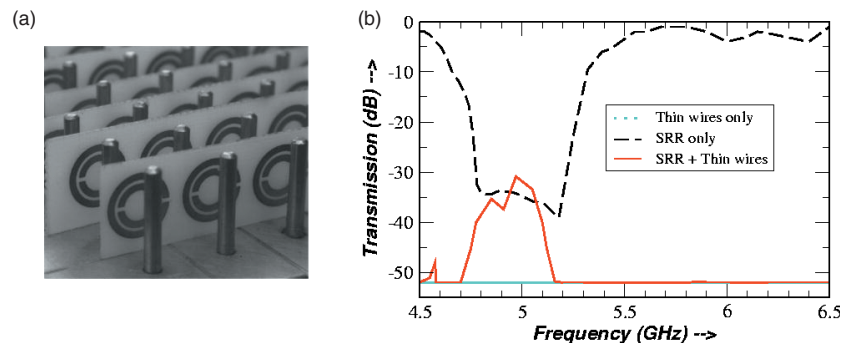 (a)
(b)
Transmission (dB) -->
0
-10
-20
-30
-40
-50
Thin wires only
SRR only
SRR + Thin wires
4.5
5
5.5
6
6.5
Frequency (GHz) -->